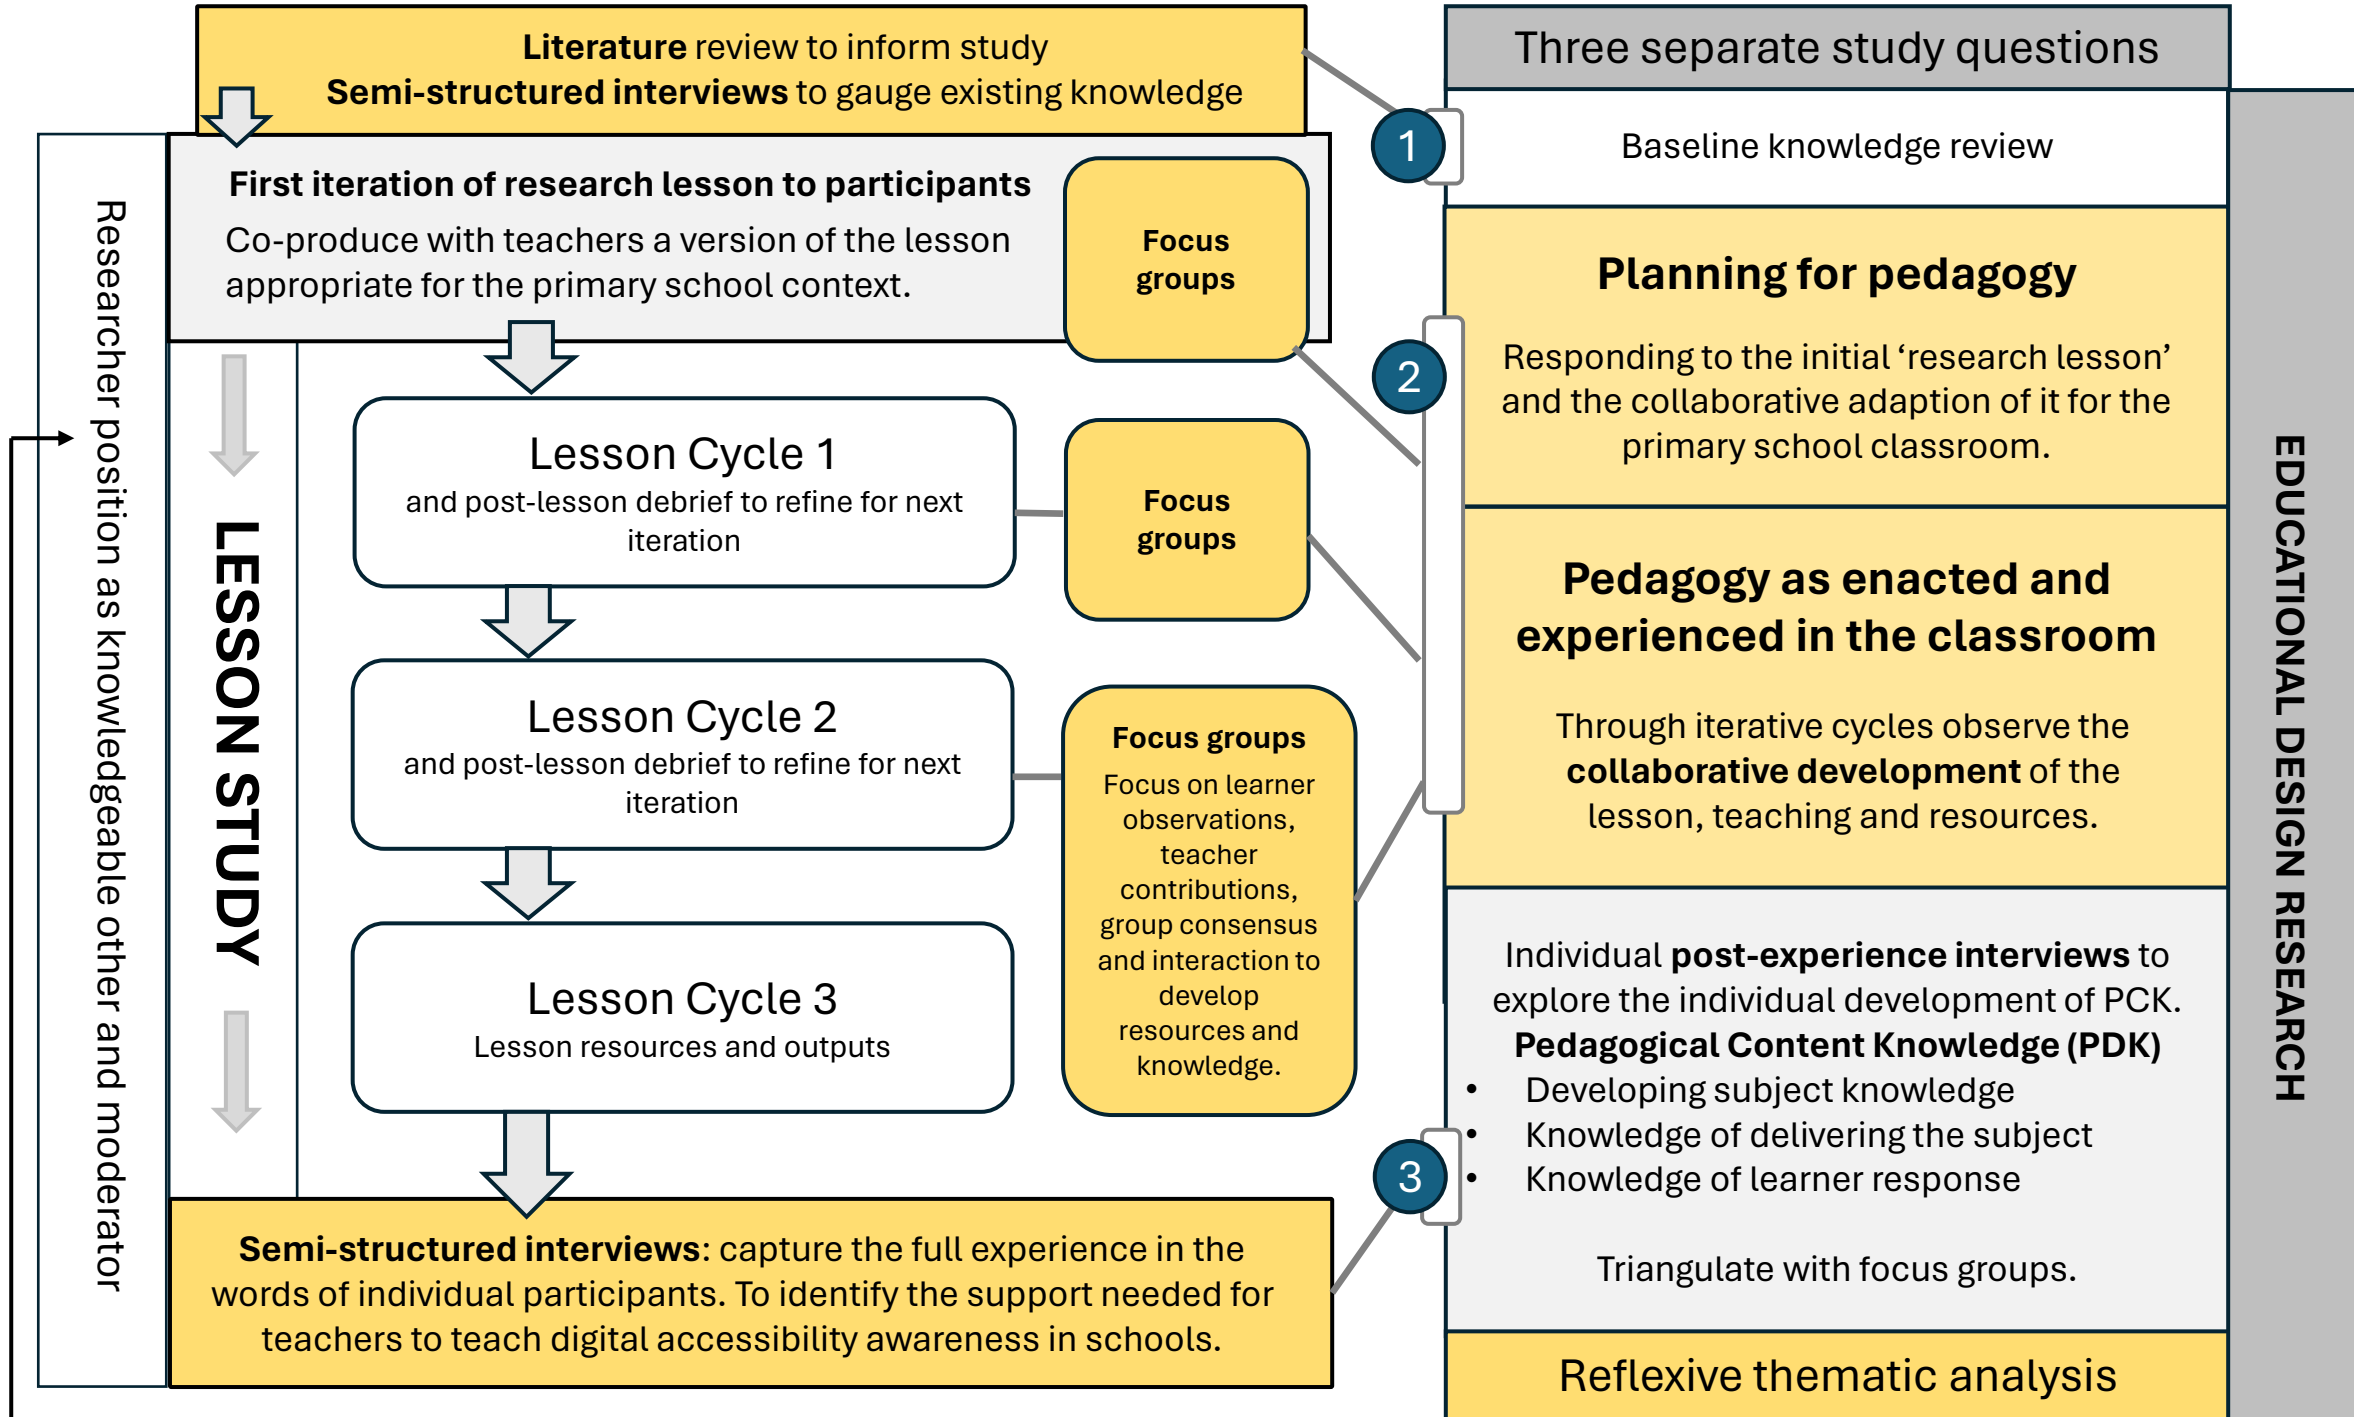 Literature review to inform study
Semi-structured interviews to gauge existing knowledge
First iteration of research lesson to participants
Co-produce with teachers a version of the lesson
appropriate for the primary school context.
Focus
groups
Researcher position as knowledgeable other and moderator
LESSON STUDY
Lesson Cycle 1
and post-lesson debrief to refine for next
iteration
Focus
groups
Lesson Cycle 2
and post-lesson debrief to refine for next
iteration
Focus groups
Focus on learner
observations,
teacher
contributions,
group consensus
and interaction to
develop
resources and
knowledge.
Lesson Cycle 3
Lesson resources and outputs
Semi-structured interviews: capture the full experience in the
words of individual participants. To identify the support needed for
teachers to teach digital accessibility awareness in schools.
Three separate study questions
1
Baseline knowledge review
2
Planning for pedagogy
Responding to the initial ‘research lesson’
and the collaborative adaption of it for the
primary school classroom.
Pedagogy as enacted and
experienced in the classroom
Through iterative cycles observe the
collaborative development of the
lesson, teaching and resources.
3
Individual post-experience interviews to
explore the individual development of PCK.
Pedagogical Content Knowledge (PDK)
• Developing subject knowledge
• Knowledge of delivering the subject
• Knowledge of learner response
Triangulate with focus groups.
Reflexive thematic analysis
EDUCATIONAL DESIGN RESEARCH